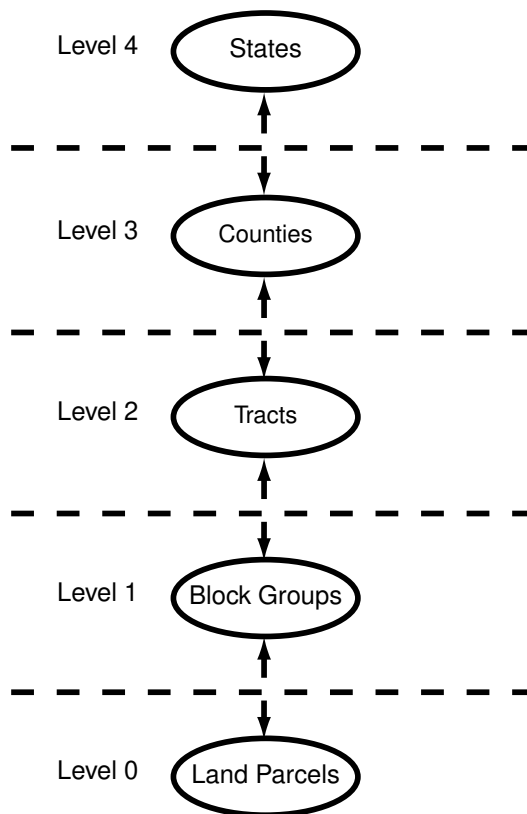 Level 4
States
Level 3
Counties
Level 2
Tracts
Level 1
Block Groups
Level 0
Land Parcels